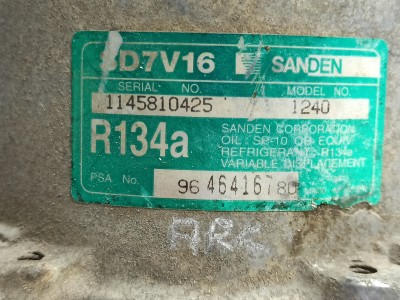 SD7V16 SANDEN
SERIAL NO. MODEL NO.
1145810425 1240
R134a
SANDEN CORPORATION
OIL: SP-10 OR EQUIV
REFRIGERANT: R134a
VARIABLE DISPLACEMENT
PSA No. 96 464167 80
ARK